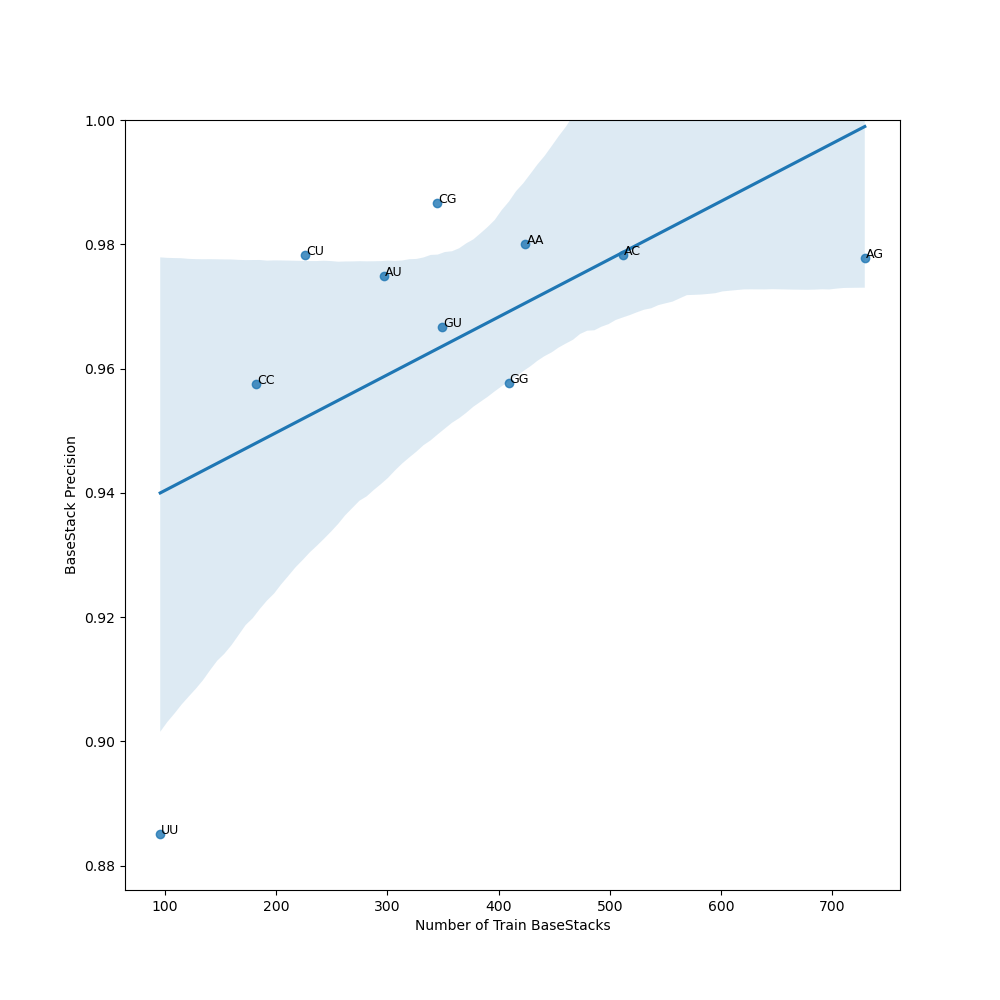 1.00
0.98
0.96
0.94
0.92
0.90
0.88
BaseStack Precision
CG
AA
CU
AC
AG
AU
GU
CC
GG
UU
100 200 300 400 500 600 700
Number of Train BaseStacks